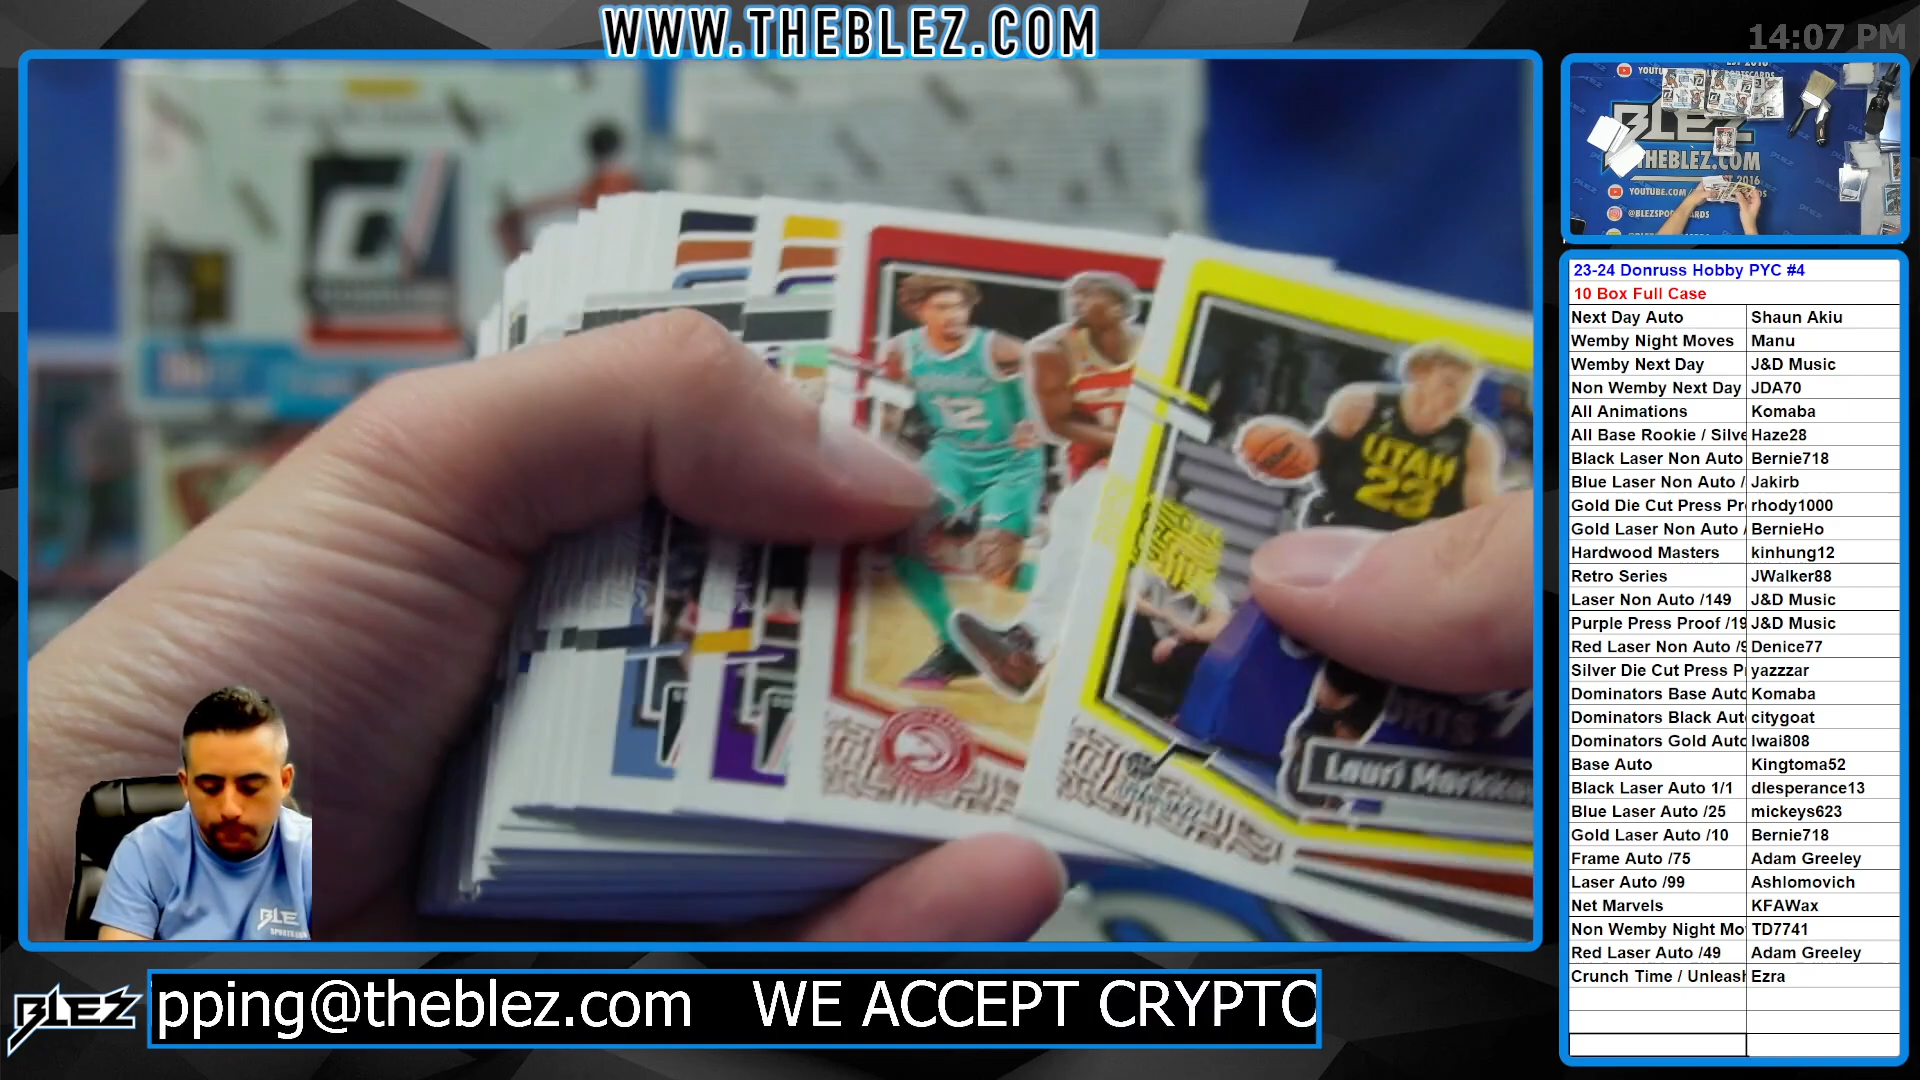 WWW.THEBLEZ.COM
14:07 PM
BLEZ
THEBLEZ.COM
YOUTUBE.COM
23-24 Donruss Hobby PYC #4
10 Box Full Case
Next Day Auto Shaun Akiu
Wemby Night Moves Manu
Wemby Next Day J&D Music
Non Wemby Next Day JDA70
All Animations Komaba
All Base Rookie / Silve Haze28
Black Laser Non Auto Bernie718
Blue Laser Non Auto / Jakirb
Gold Die Cut Press Pr rhody1000
Gold Laser Non Auto / BernieHo
Hardwood Masters kinhung12
Retro Series JWalker88
Laser Non Auto /149 J&D Music
Purple Press Proof /19 J&D Music
Red Laser Non Auto /9 Denice77
Silver Die Cut Press P yazzzar
Dominators Base Auto Komaba
Dominators Black Aut citygoat
Dominators Gold Auto lwai808
Base Auto Kingtoma52
Black Laser Auto 1/1 dlesperance13
Blue Laser Auto /25 mickeys623
Gold Laser Auto /10 Bernie718
Frame Auto /75 Adam Greeley
Laser Auto /99 Ashlomovich
Net Marvels KFAWax
Non Wemby Night Mo TD7741
Red Laser Auto /49 Adam Greeley
Crunch Time / Unleash Ezra
12
UTAH
23
Lauri
BLEZ
pping@theblez.com WE ACCEPT CRYPTO